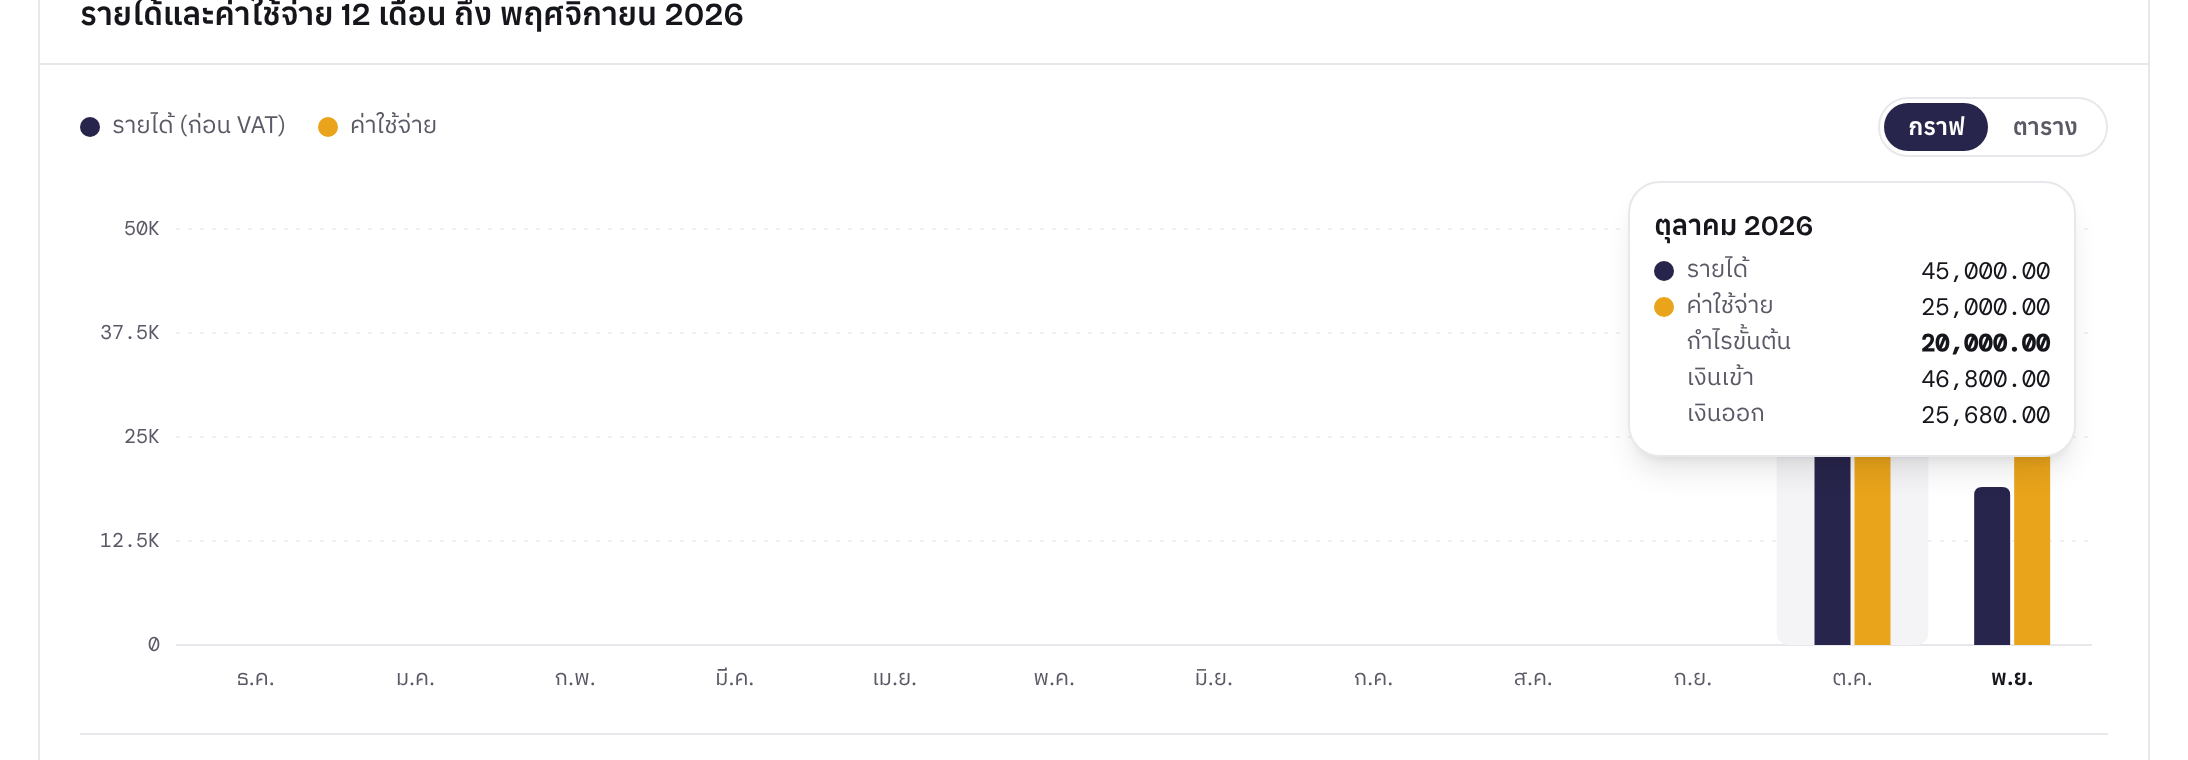 รายได้และค่าใช้จ่าย 12 เดือน ถึง พฤศจิกายน 2026
รายได้ (ก่อน VAT) ค่าใช้จ่าย กราฟ ตาราง
50K
37.5K
25K
12.5K
0
ตุลาคม 2026
รายได้ 45,000.00
ค่าใช้จ่าย 25,000.00
กำไรขั้นต้น 20,000.00
เงินเข้า 46,800.00
เงินออก 25,680.00
ธ.ค. ม.ค. ก.พ. มี.ค. เม.ย. พ.ค. มิ.ย. ก.ค. ส.ค. ก.ย. ต.ค. พ.ย.